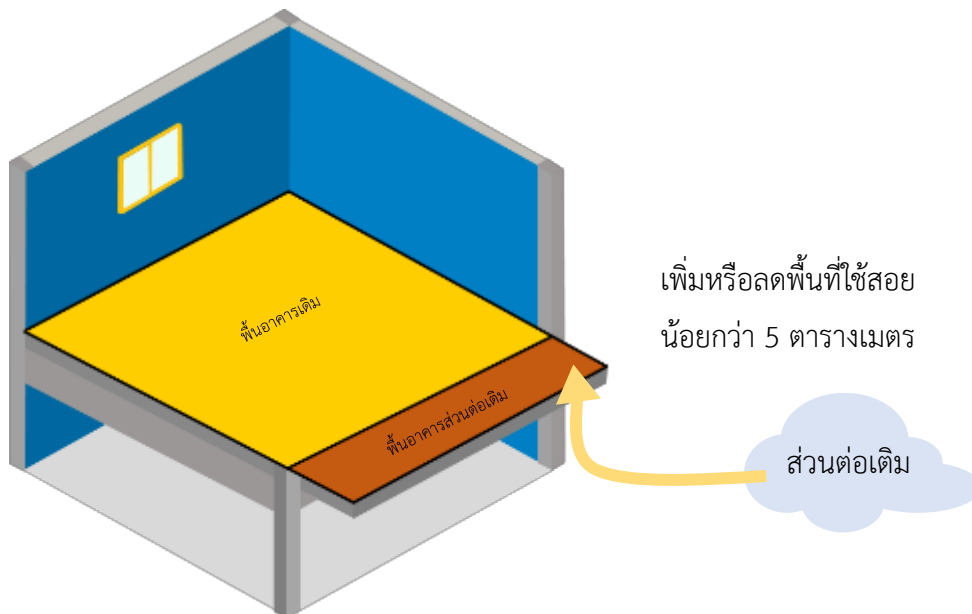 เพิ่มหรือลดพื้นที่ใช้สอย
น้อยกว่า 5 ตารางเมตร
พื้นอาคารเดิม
พื้นอาคารส่วนต่อเติม
ส่วนต่อเติม